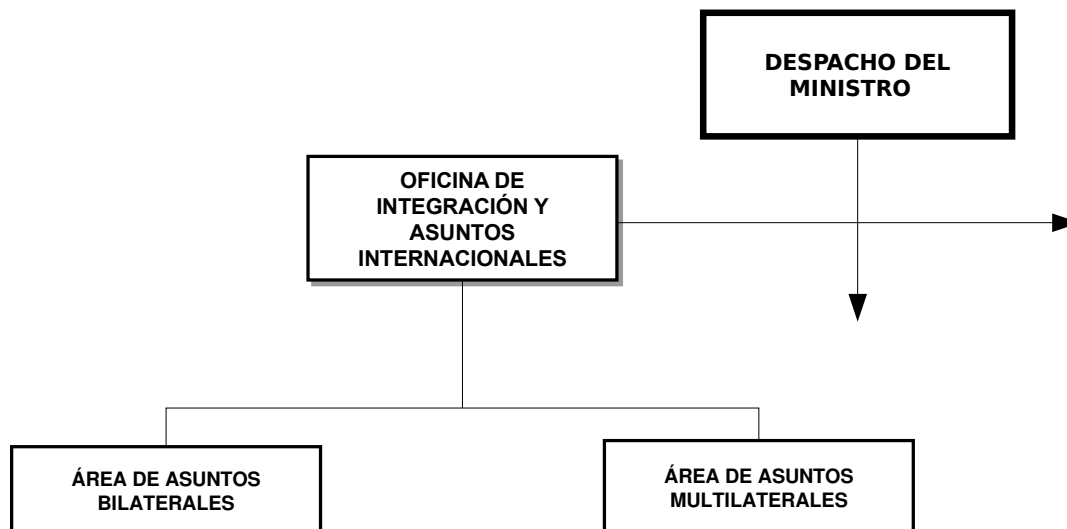 DESPACHO DEL
MINISTRO
OFICINA DE
INTEGRACIÓN Y
ASUNTOS
INTERNACIONALES
ÁREA DE ASUNTOS
BILATERALES
ÁREA DE ASUNTOS
MULTILATERALES